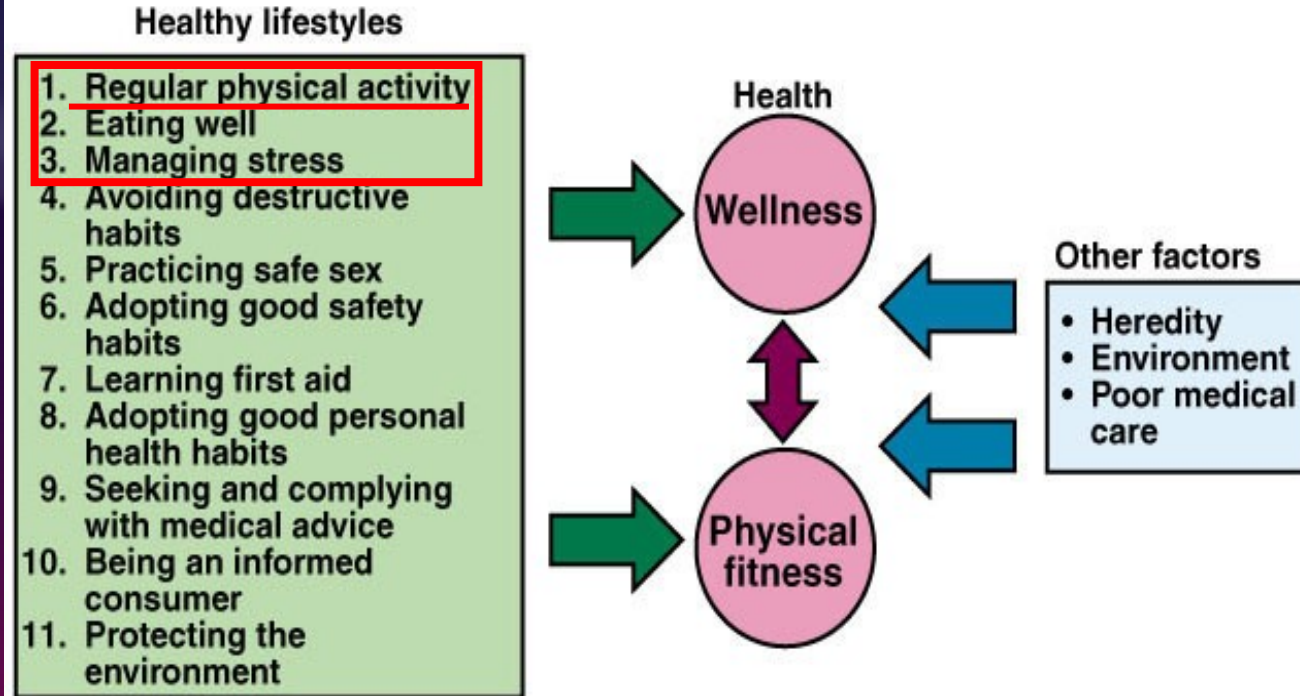 Healthy lifestyles
1. Regular physical activity
2. Eating well
3. Managing stress
4. Avoiding destructive
habits
5. Practicing safe sex
6. Adopting good safety
habits
7. Learning first aid
8. Adopting good personal
health habits
9. Seeking and complying
with medical advice
10. Being an informed
consumer
11. Protecting the
environment
Health
Wellness
Physical
fitness
Other factors
• Heredity
• Environment
• Poor medical
care